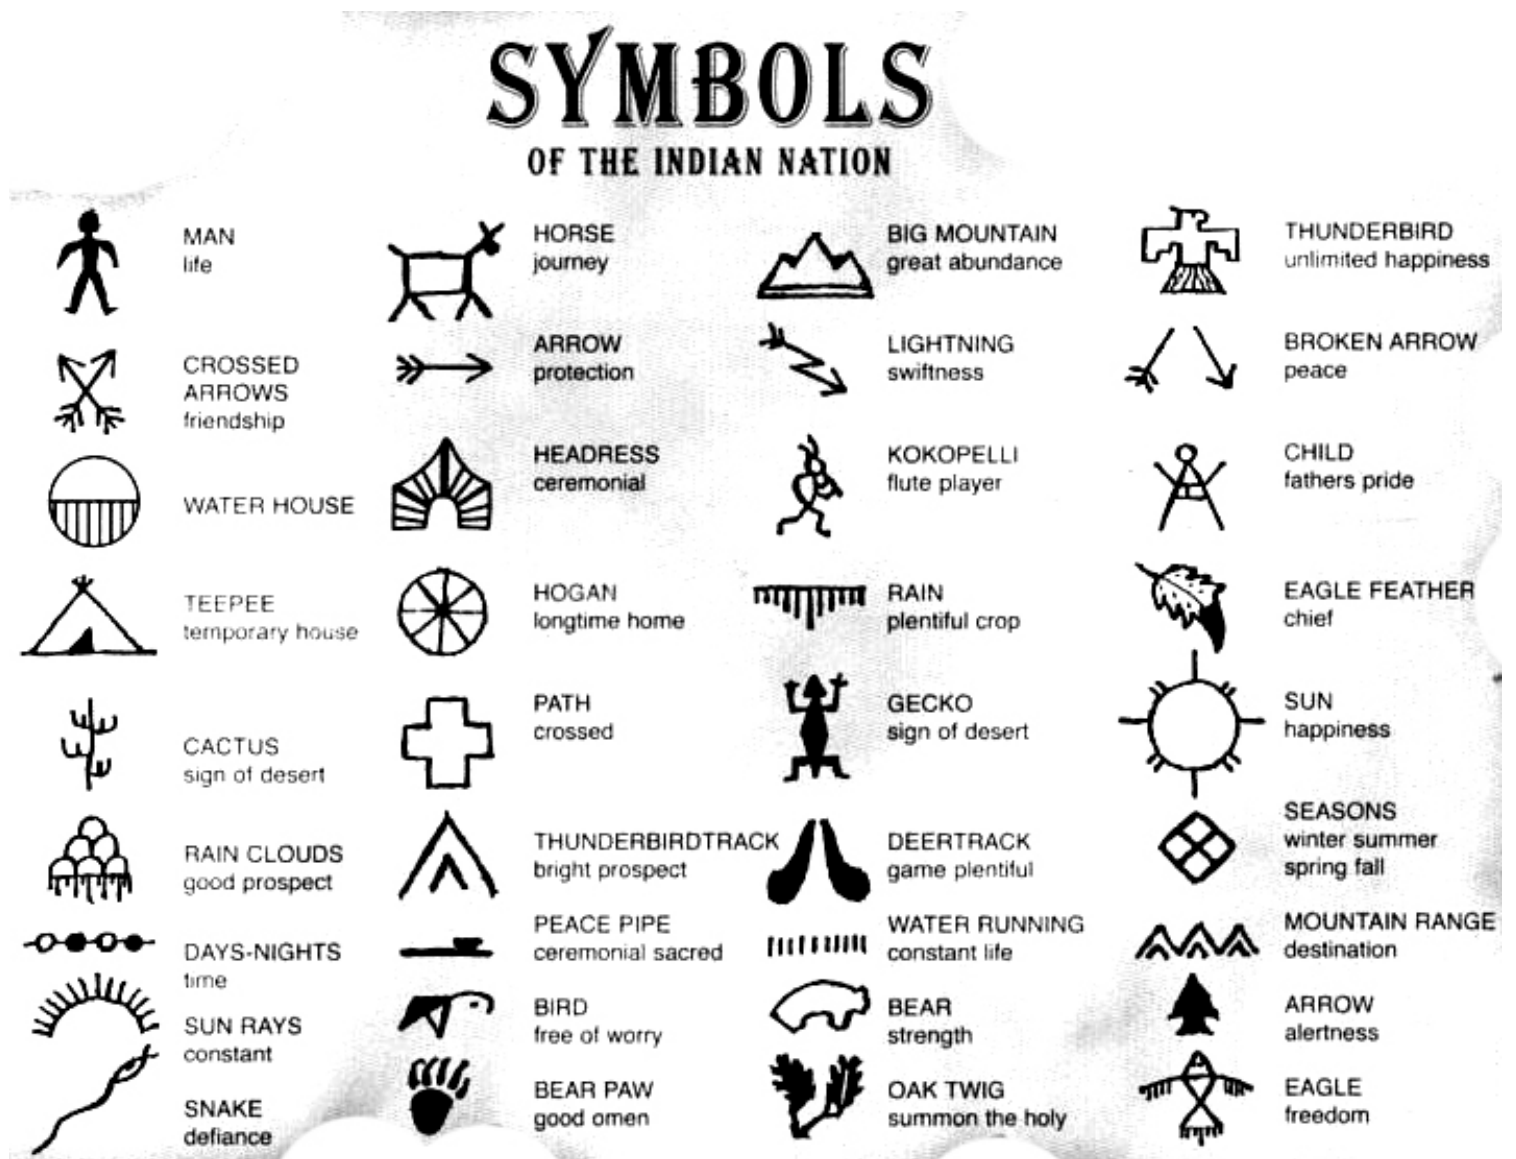 SYMBOLS
OF THE INDIAN NATION
MAN
life
CROSSED
ARROWS
friendship
WATER HOUSE
TEEPEE
temporary house
CACTUS
sign of desert
RAIN CLOUDS
good prospect
DAYS-NIGHTS
time
SUN RAYS
constant
SNAKE
defiance
HORSE
journey
ARROW
protection
HEADRESS
ceremonial
HOGAN
longtime home
PATH
crossed
THUNDERBIRDTRACK
bright prospect
PEACE PIPE
ceremonial sacred
BIRD
free of worry
BEAR PAW
good omen
BIG MOUNTAIN
great abundance
LIGHTNING
swiftness
KOKOPELLI
flute player
RAIN
plentiful crop
GECKO
sign of desert
DEERTRACK
game plentiful
WATER RUNNING
constant life
BEAR
strength
OAK TWIG
summon the holy
THUNDERBIRD
unlimited happiness
BROKEN ARROW
peace
CHILD
fathers pride
EAGLE FEATHER
chief
SUN
happiness
SEASONS
winter summer
spring fall
MOUNTAIN RANGE
destination
ARROW
alertness
EAGLE
freedom